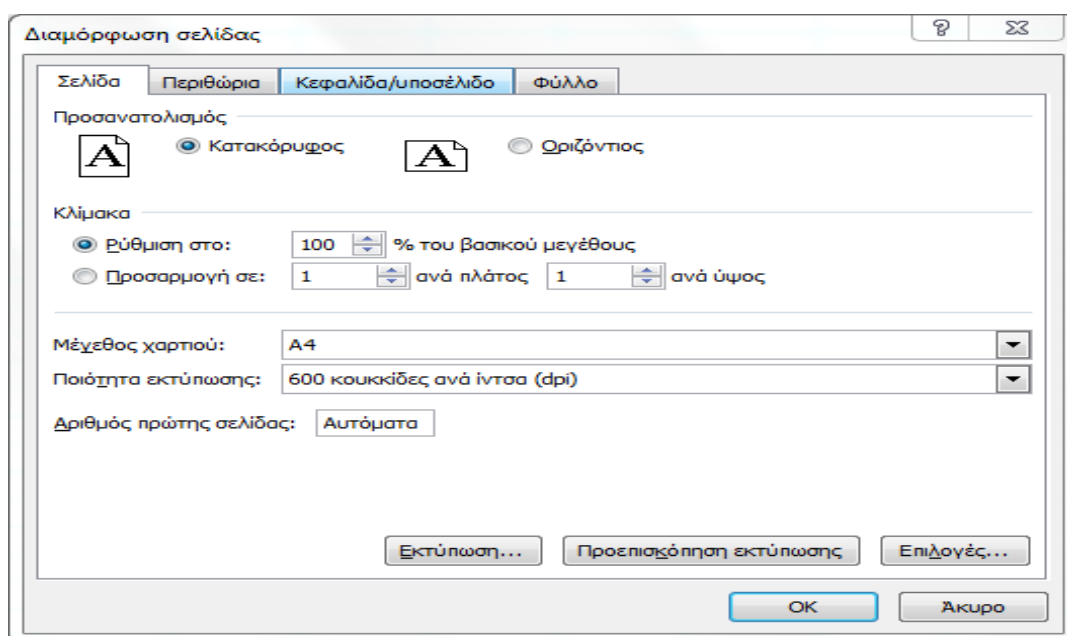 Διαμόρφωση σελίδας
Σελίδα Περιθώρια Κεφαλίδα/υποσέλιδο Φύλλο
Προσανατολισμός
A Κατακόρυφος A Οριζόντιος
Κλίμακα
Ρύθμιση στο: 100 % του βασικού μεγέθους
Προσαρμογή σε: 1 ανά πλάτος 1 ανά ύψος
Μέγεθος χαρτιού: A4
Ποιότητα εκτύπωσης: 600 κουκκίδες ανά ίντσα (dpi)
Αριθμός πρώτης σελίδας: Αυτόματα
Εκτύπωση... Προεπισκόπηση εκτύπωσης Επιλογές...
OK Άκυρο